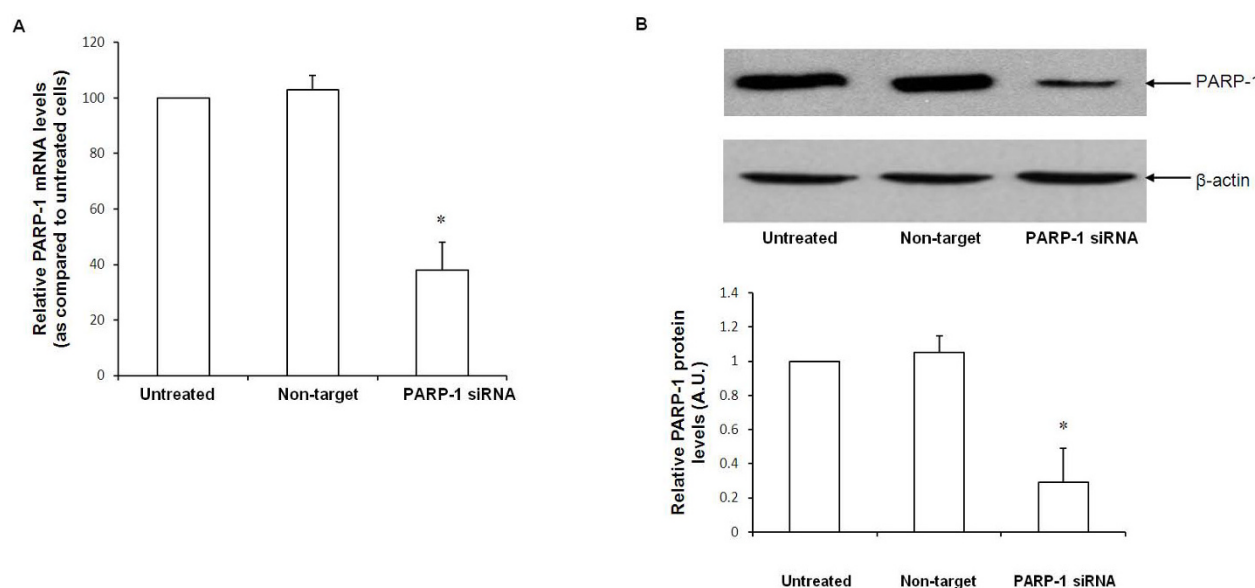 A
Relative PARP-1 mRNA levels
(as compared to untreated cells)
120
100
80
60
40
20
0
*
Untreated
Non-target
PARP-1 siRNA
B
PARP-1
β-actin
Untreated
Non-target
PARP-1 siRNA
Relative PARP-1 protein
levels (A.U.)
1.4
1.2
1
0.8
0.6
0.4
0.2
0
*
Untreated
Non-target
PARP-1 siRNA